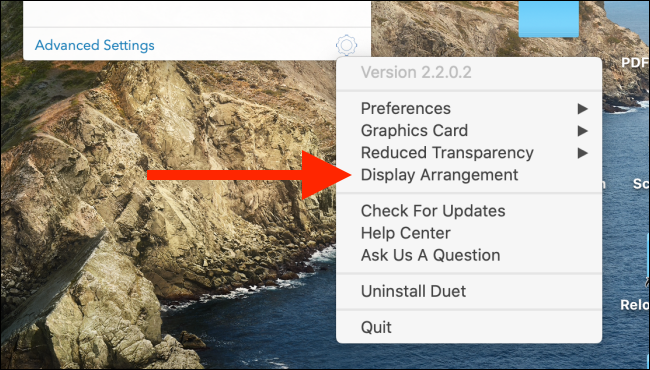 Advanced Settings
Version 2.2.0.2
PDF
Preferences
Graphics Card
Reduced Transparency
Display Arrangement
Sc
n
Check For Updates
Help Center
Ask Us A Question
Uninstall Duet
Relo
Quit